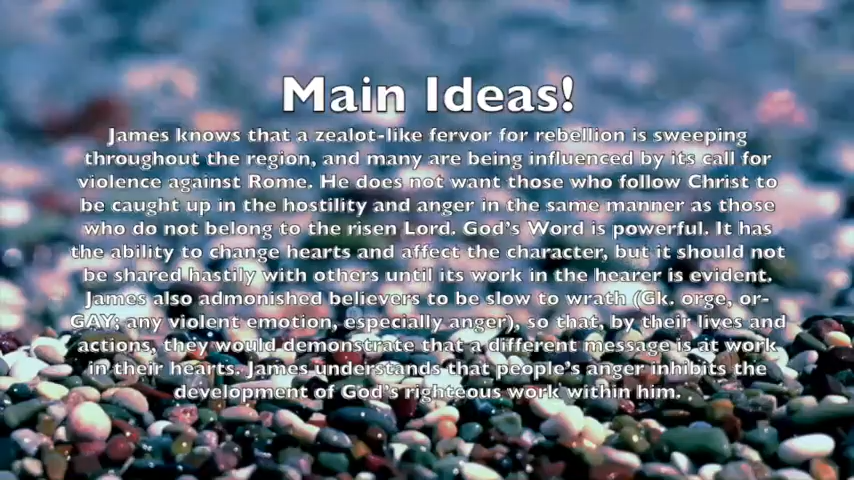 Main Ideas!
James knows that a zealot-like fervor for rebellion is sweeping
throughout the region, and many are being influenced by its call for
violence against Rome. He does not want those who follow Christ to
be caught up in the hostility and anger in the same manner as those
who do not belong to the risen Lord. God's Word is powerful. It has
the ability to change hearts and affect the character, but it should not
be shared hastily with others until its work in the hearer is evident.
James also admonished believers to be slow to wrath (Gk. orge, or-
GAY; any violent emotion, especially anger), so that, by their lives and
actions, they would demonstrate that a different message is at work
in their hearts. James understands that people's anger inhibits the
development of God's righteous work within him.